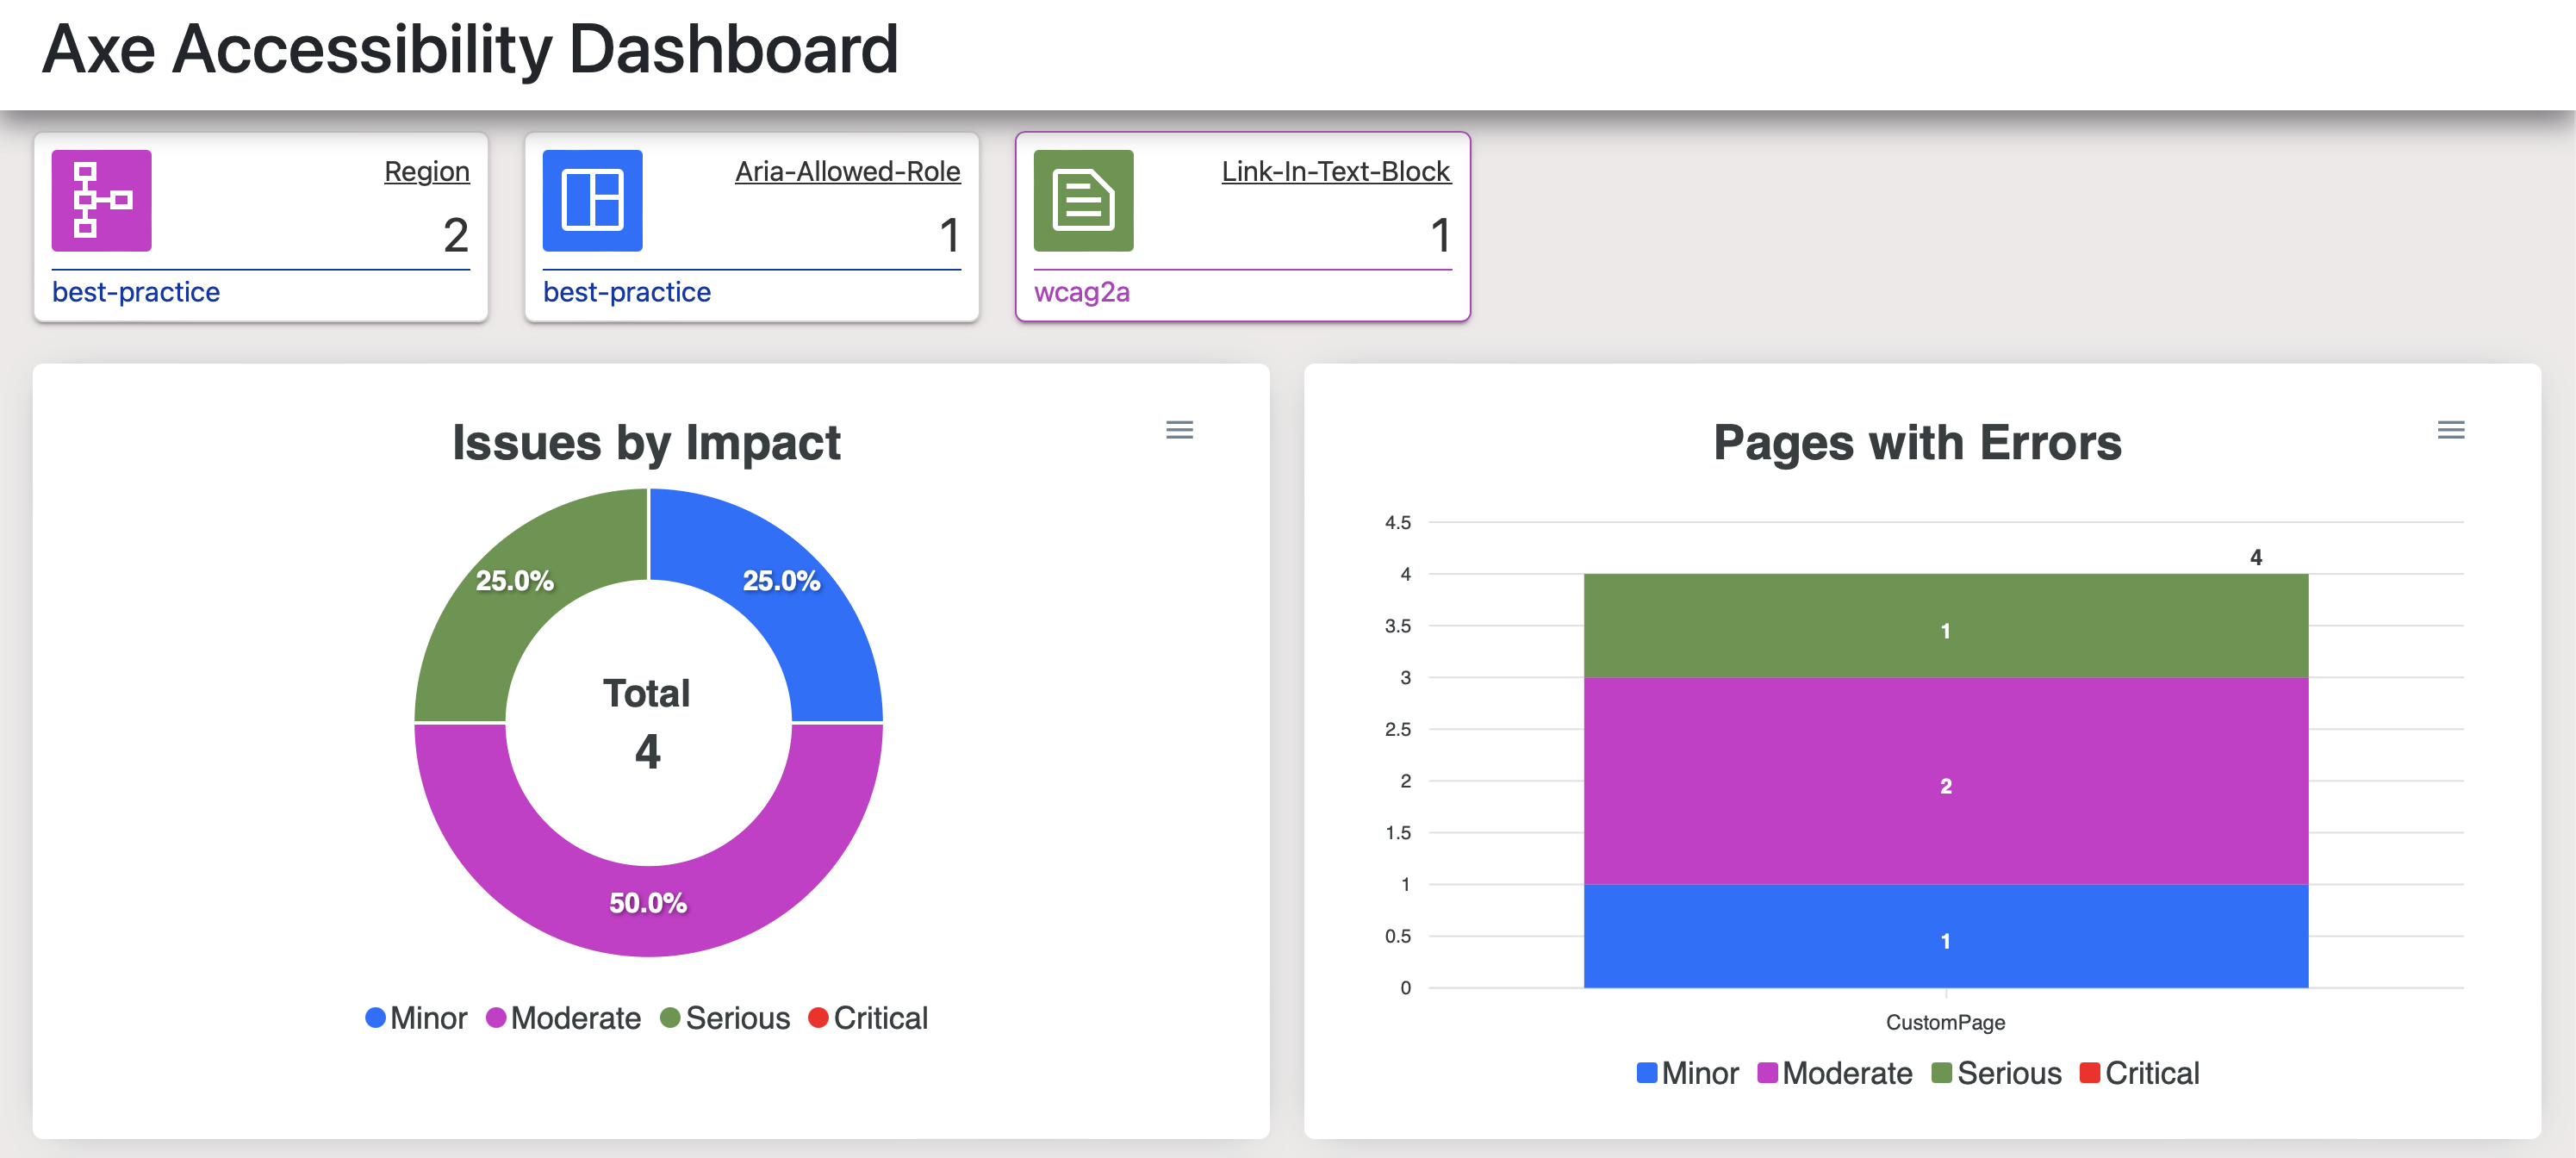 Axe Accessibility Dashboard
Region
2
best-practice
Aria-Allowed-Role
1
best-practice
Link-In-Text-Block
1
wcag2a
Issues by Impact
25.0%
25.0%
Total
4
50.0%
Minor Moderate Serious Critical
Pages with Errors
4.5
4
4
3.5
1
3
2.5
2
2
1.5
1
0.5
1
0
CustomPage
Minor Moderate Serious Critical